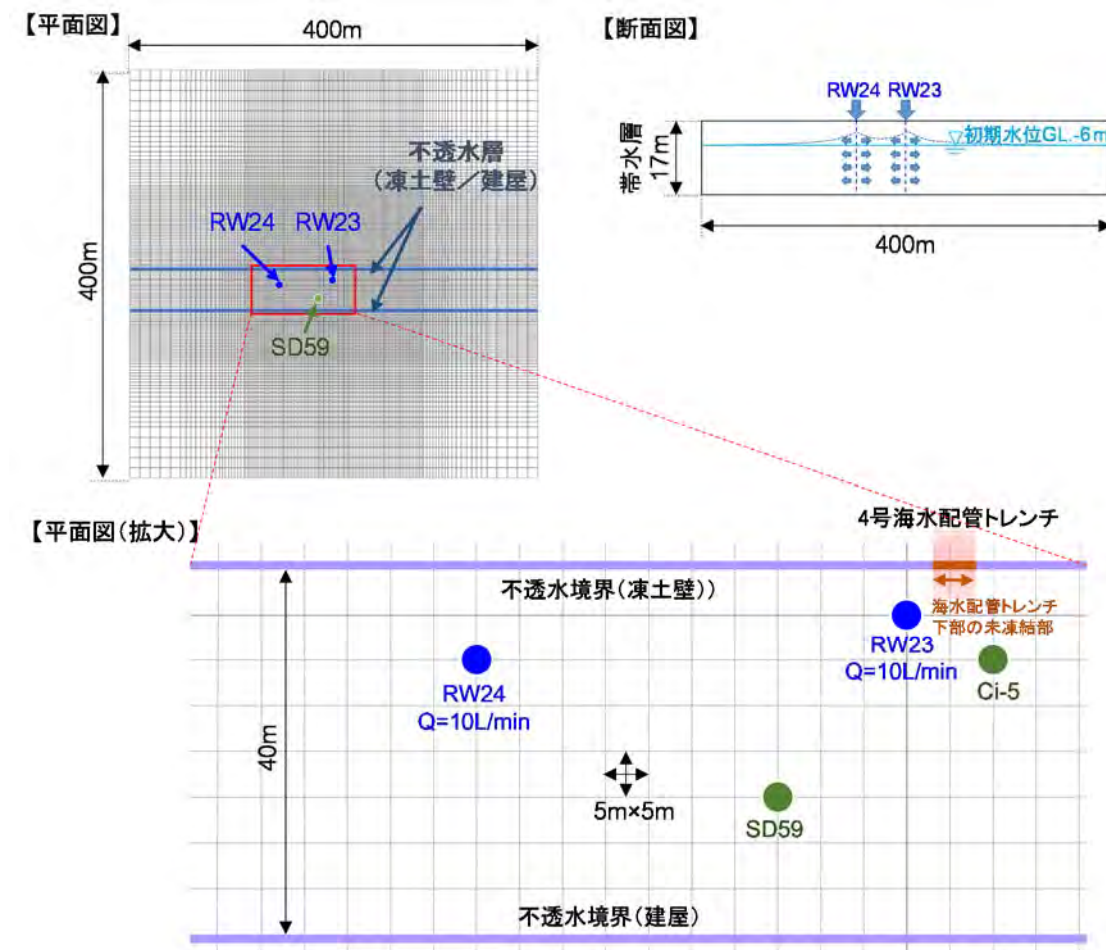 【平面図】
400m
400m
不透水層
(凍土壁／建屋)
RW24
RW23
SD59
【断面図】
RW24
RW23
初期水位GL.-6m
帯水層
17m
400m
【平面図(拡大)】
4号海水配管トレンチ
不透水境界(凍土壁))
海水配管トレンチ
下部の未凍結部
RW24
Q=10L/min
RW23
Q=10L/min
Ci-5
40m
5m×5m
SD59
不透水境界(建屋)